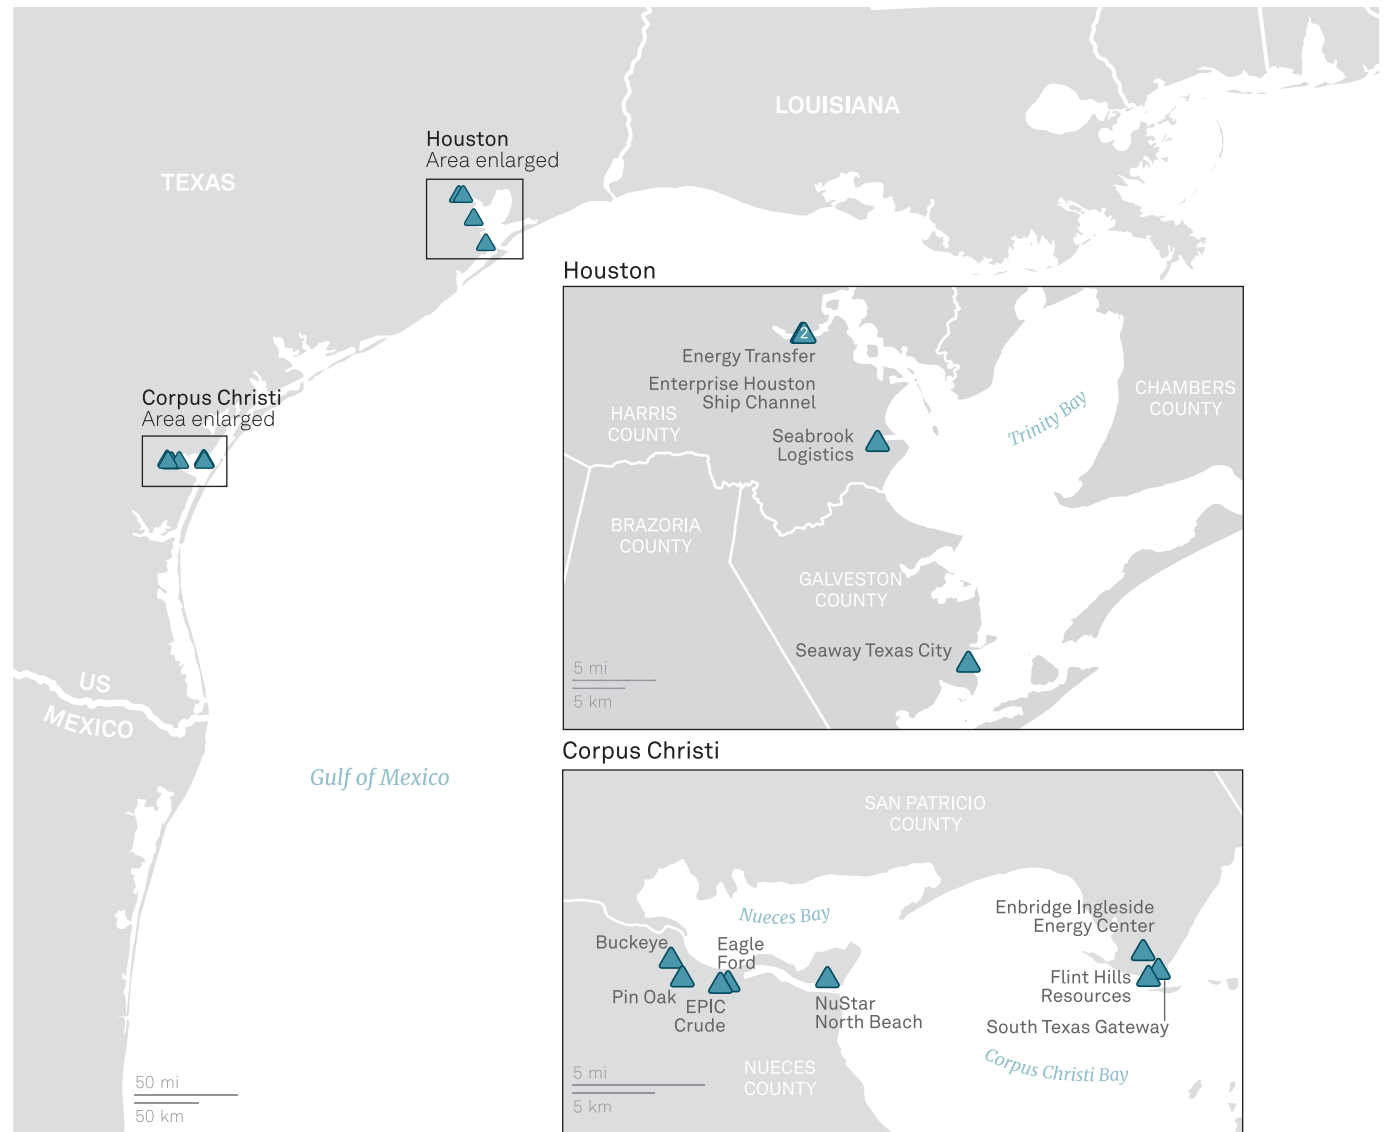 LOUISIANA
Houston
Area enlarged
TEXAS
Houston
2
Energy Transfer
Enterprise Houston
Ship Channel
HARRIS
COUNTY
CHAMBERS
COUNTY
Trinity Bay
Seabrook
Logistics
Corpus Christi
Area enlarged
BRAZORIA
COUNTY
GALVESTON
COUNTY
Seaway Texas City
5 mi
5 km
US
MEXICO
Gulf of Mexico
Corpus Christi
SAN PATRICIO
COUNTY
Nueces Bay
Enbridge Ingleside
Energy Center
Buckeye
Eagle
Ford
Pin Oak
EPIC
Crude
NuStar
North Beach
Flint Hills
Resources
South Texas Gateway
Corpus Christi Bay
NUECES
COUNTY
5 mi
5 km
50 mi
50 km